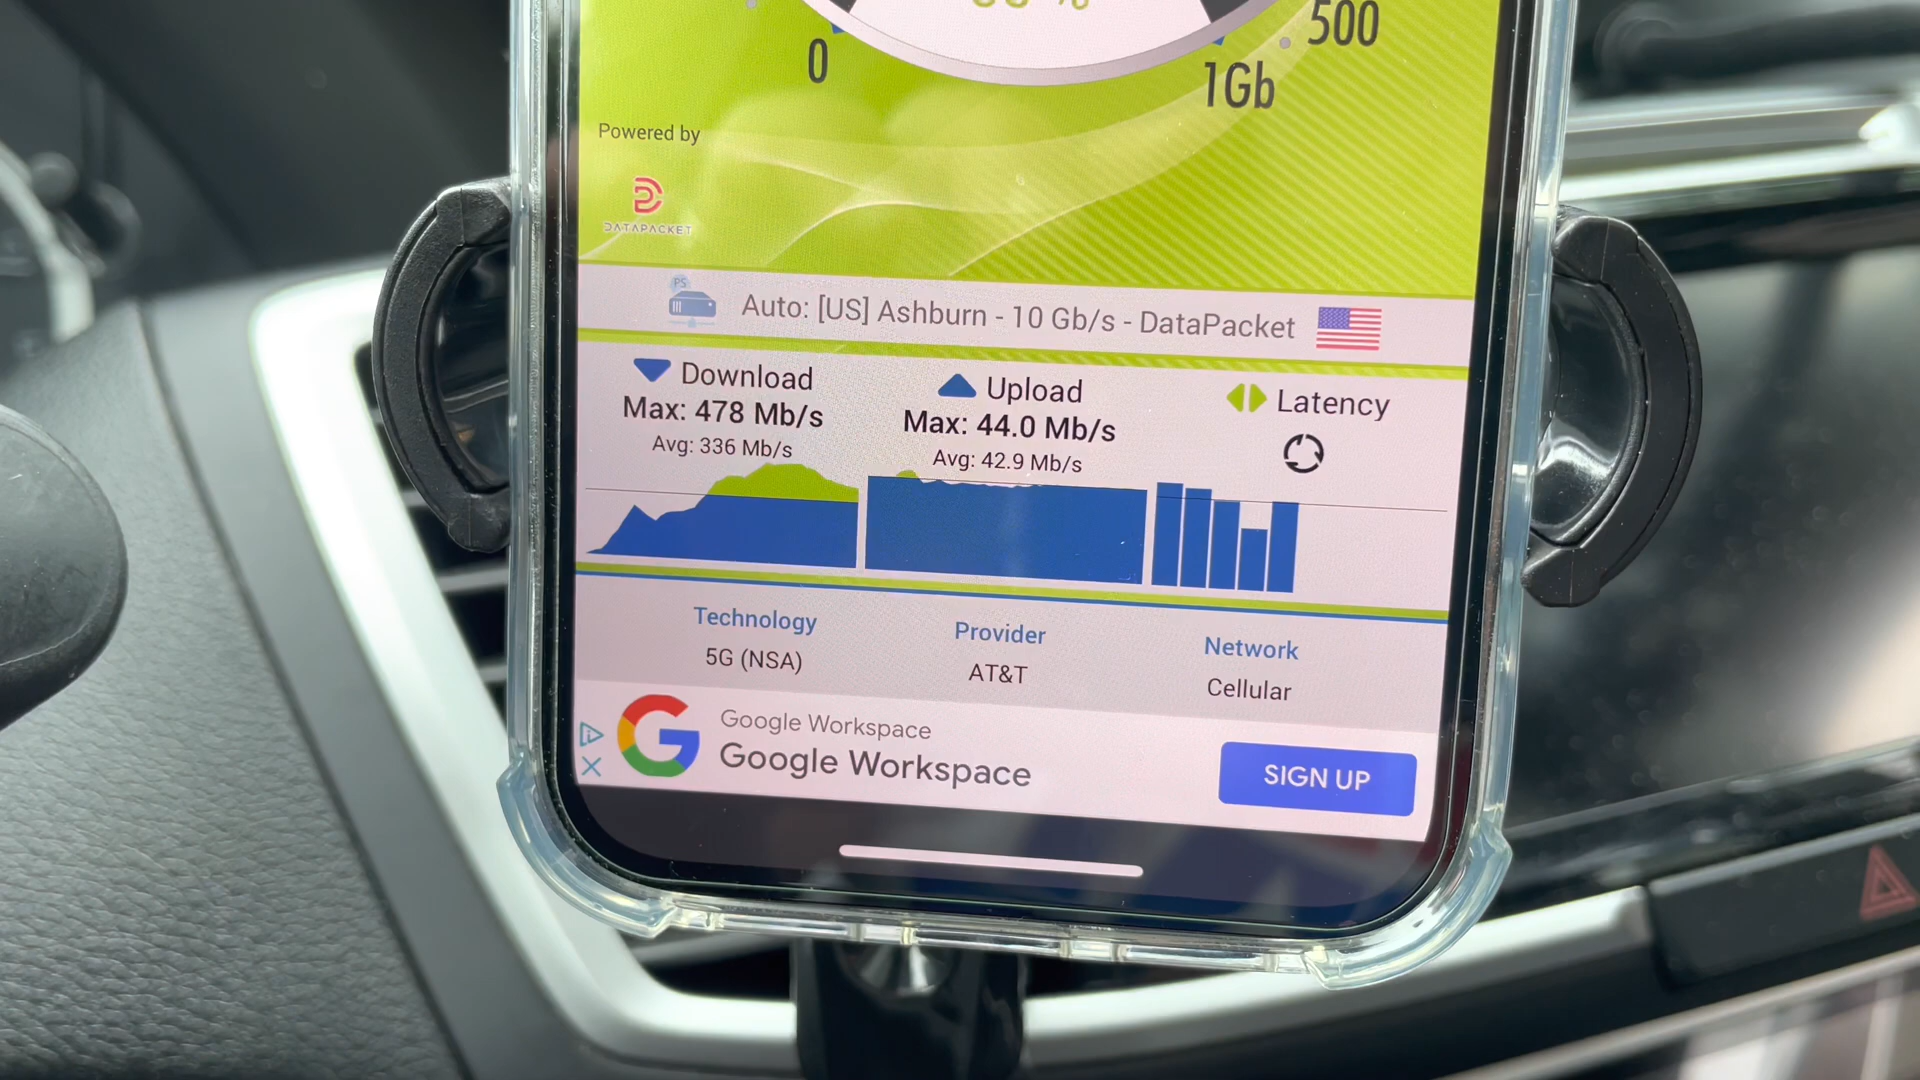 0
500
1Gb
Powered by
DATAPACKET
PS
Auto: [US] Ashburn - 10 Gb/s - DataPacket
Download
Max: 478 Mb/s
Avg: 336 Mb/s
Upload
Max: 44.0 Mb/s
Avg: 42.9 Mb/s
Latency
Technology
5G (NSA)
Provider
AT&T
Network
Cellular
Google Workspace
Google Workspace
SIGN UP